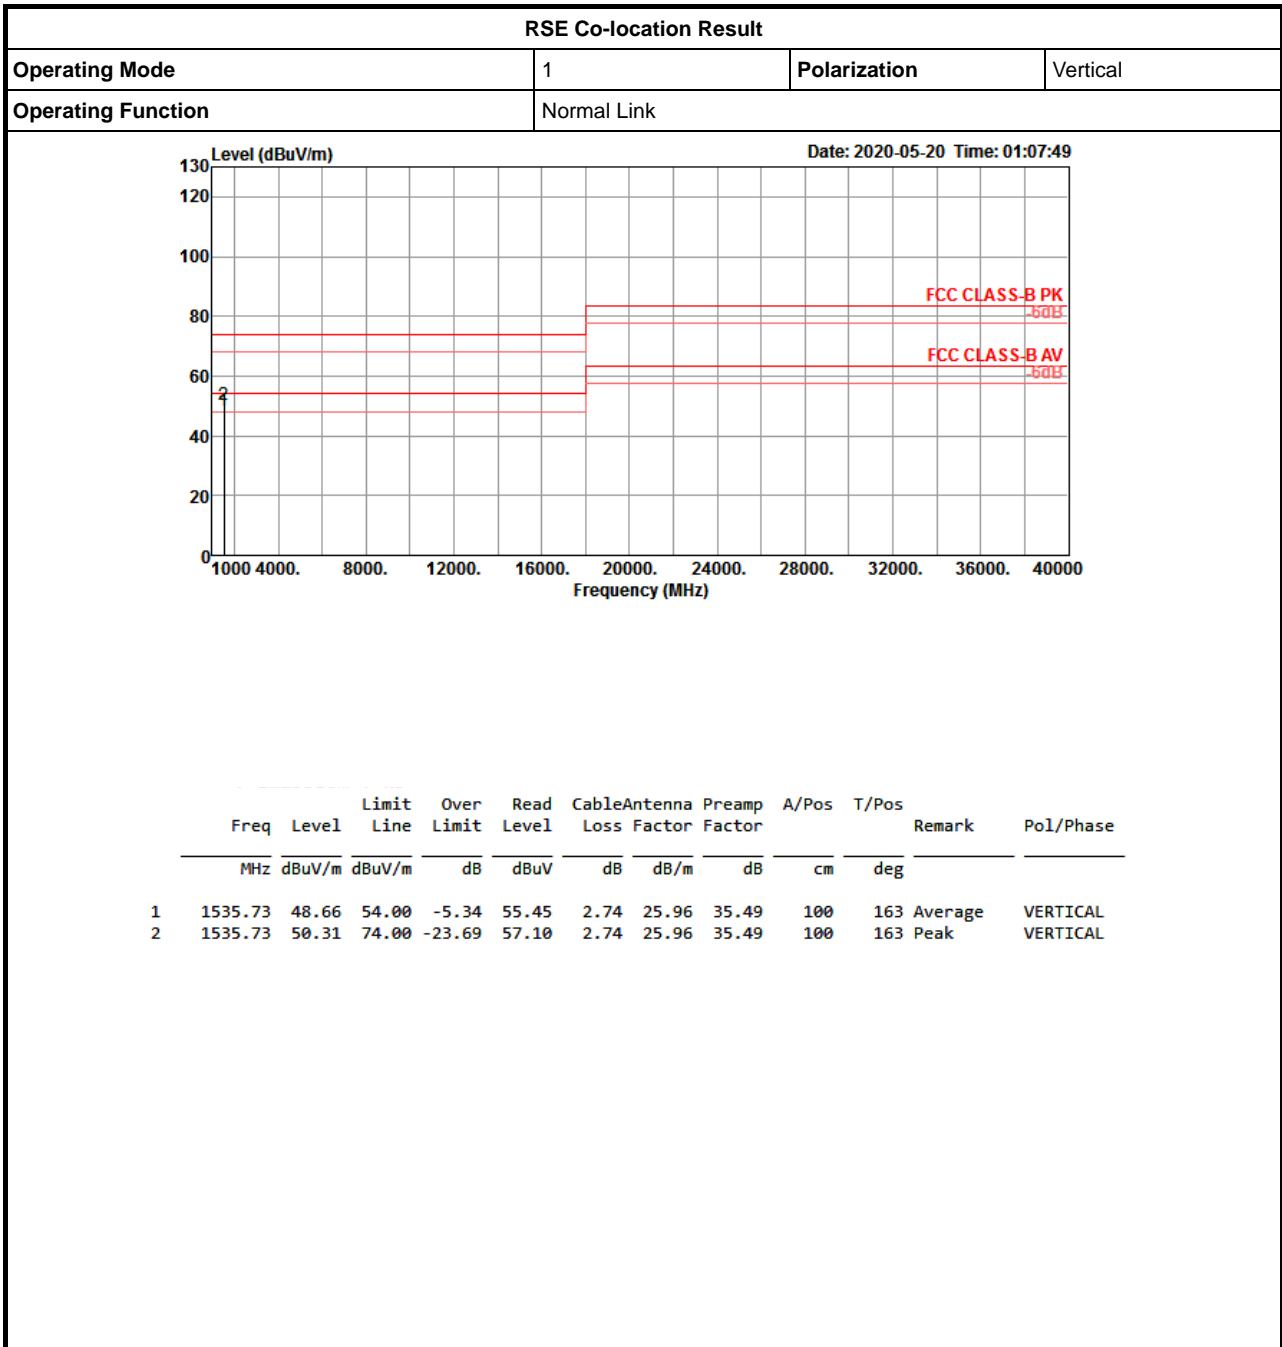 RSE Co-location Result
Operating Mode 1 Polarization Vertical
Operating Function Normal Link
Level (dBuV/m) Date: 2020-05-20 Time: 01:07:49
130
120
100
FCC CLASS-B PK
80 -6dB
FCC CLASS-B AV
60 -6dB
2
40
20
0
1000 4000. 8000. 12000. 16000. 20000. 24000. 28000. 32000. 36000. 40000
Frequency (MHz)
Limit Over Read CableAntenna Preamp A/Pos T/Pos
Freq Level Line Limit Level Loss Factor Factor Remark Pol/Phase
MHz dBuV/m dBuV/m dB dBuV dB dB/m dB cm deg
1 1535.73 48.66 54.00 -5.34 55.45 2.74 25.96 35.49 100 163 Average VERTICAL
2 1535.73 50.31 74.00 -23.69 57.10 2.74 25.96 35.49 100 163 Peak VERTICAL